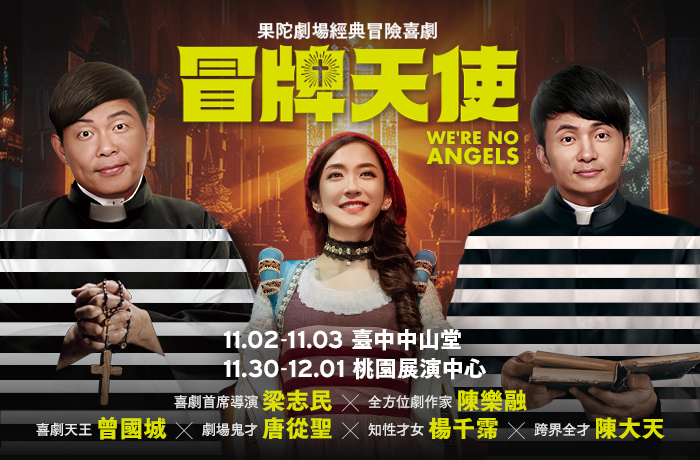 果陀劇場經典冒險喜劇
冒牌天使
WE'RE NO
ANGELS
11.02-11.03 臺中中山堂
11.30-12.01 桃園展演中心
喜劇首席導演 梁志民 × 全方位劇作家 陳樂融
喜劇天王 曾國城 × 劇場鬼才 唐從聖 × 知性才女 楊千霈 × 跨界全才 陳大天